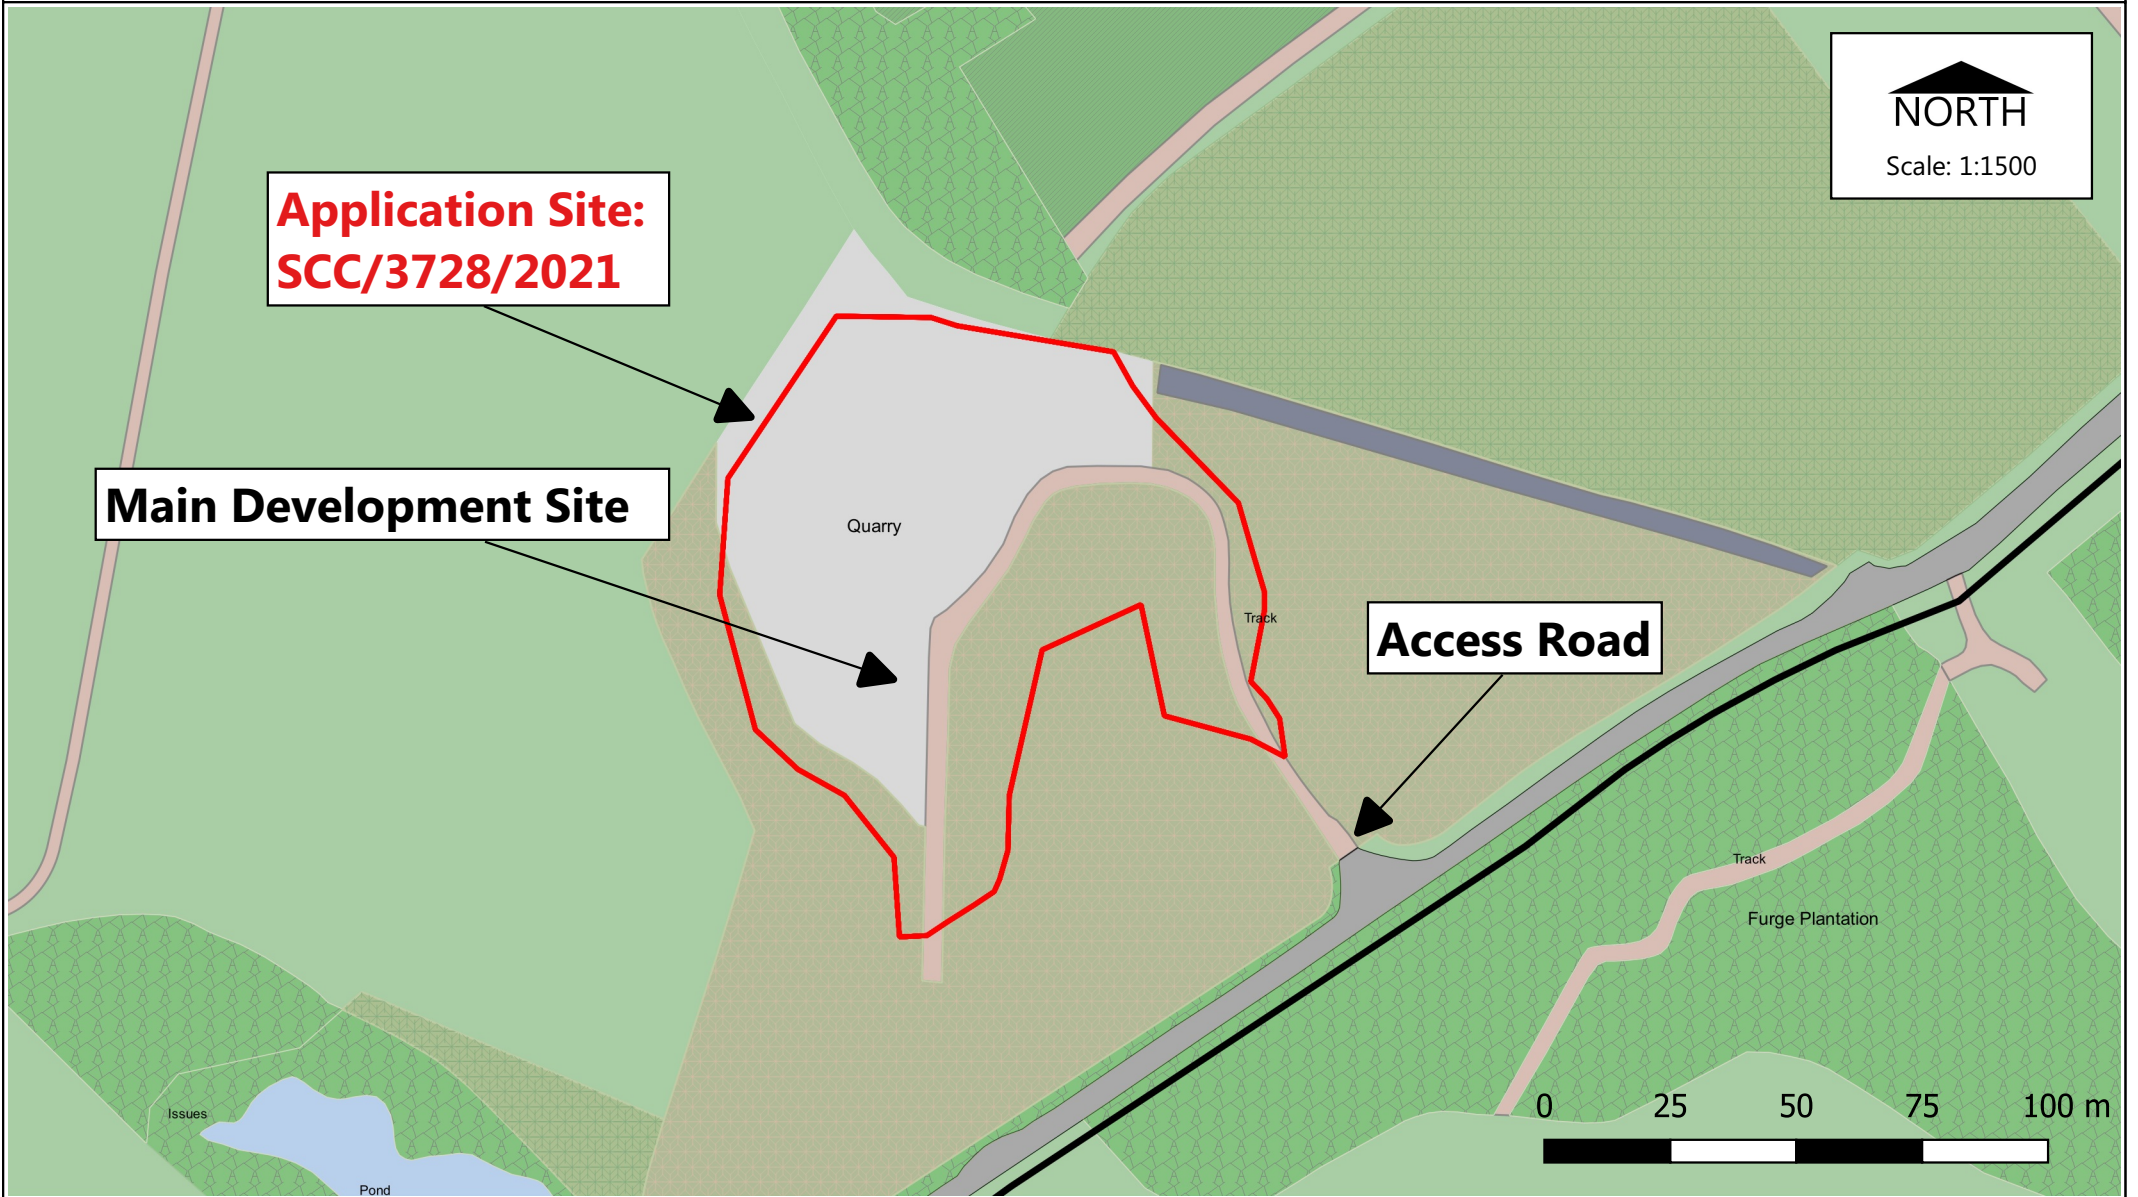 NORTH
Scale: 1:1500
Application Site:
SCC/3728/2021
Main Development Site
Quarry
Track
Access Road
Track
Furge Plantation
Issues
Pond
0 25 50 75 100 m